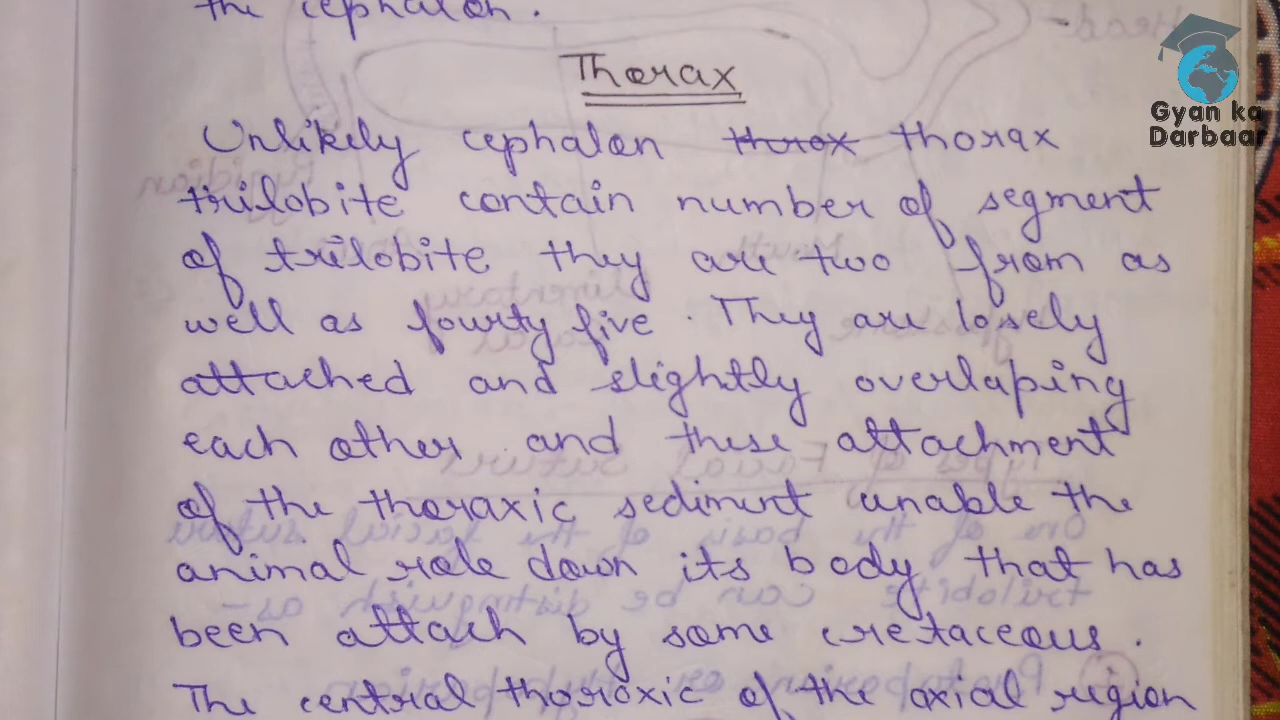 the cephalon.
Thorax
Unlikely cephalon throx thorax
trilobite contain number of segment
of trilobite they are two from as
well as fourty five. They are losely
attached and slightly overlaping
each other and these attachment
of the thoraxic sediment unable the
animal role down its body that has
been attach by some cretaceous.
The central thoroxic of the axial region
Gyan ka
Darbaar